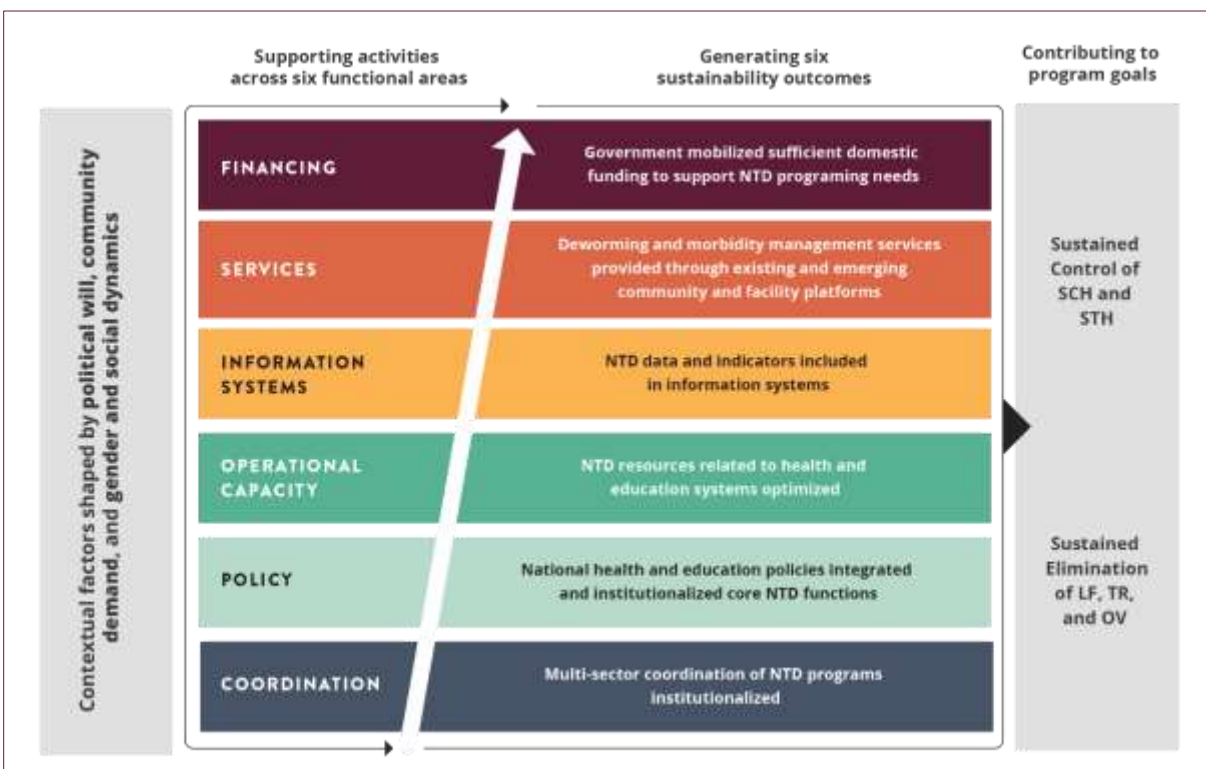 Supporting activities
across six functional areas
Generating six
sustainability outcomes
Contributing to
program goals
Contextual factors shaped by political will, community
demand, and gender and social dynamics
FINANCING
Government mobilized sufficient domestic
funding to support NTD programing needs
SERVICES
Deworming and morbidity management services
provided through existing and emerging
community and facility platforms
INFORMATION
SYSTEMS
NTD data and indicators included
in information systems
OPERATIONAL
CAPACITY
NTD resources related to health and
education systems optimized
POLICY
National health and education policies integrated
and institutionalized core NTD functions
COORDINATION
Multi-sector coordination of NTD programs
institutionalized
Sustained
Control of
SCH and
STH
Sustained
Elimination
of LF, TR,
and OV